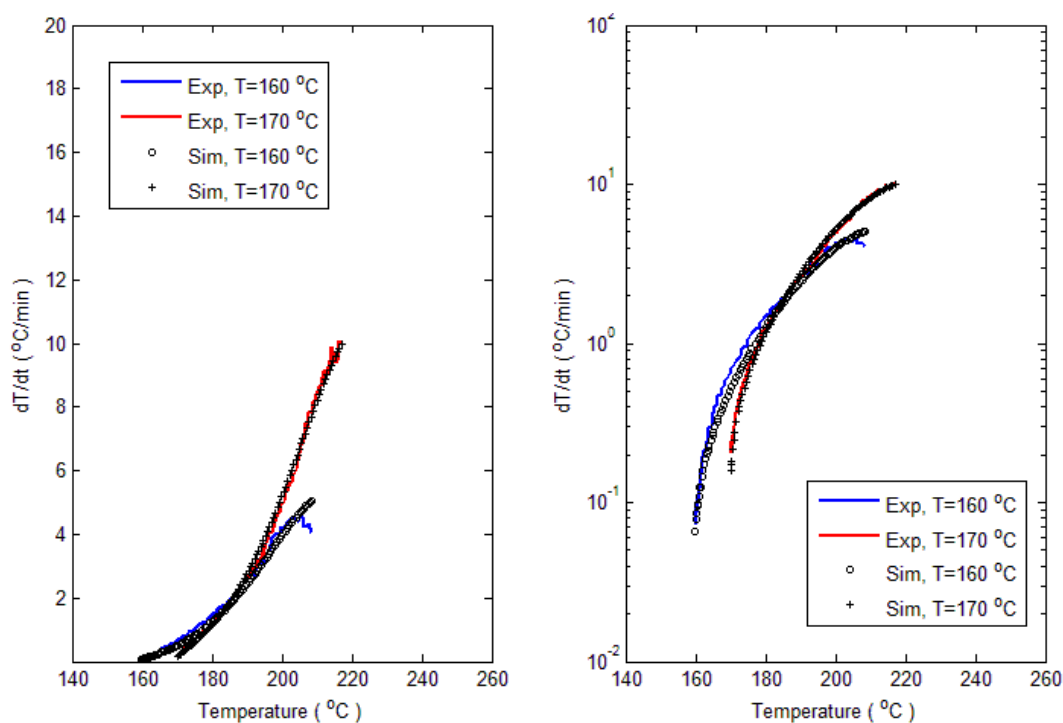 20
18
16
14
12
10
8
6
4
2
dT/dt ( °C/min )
Exp, T=160 °C
Exp, T=170 °C
Sim, T=160 °C
Sim, T=170 °C
140 160 180 200 220 240 260
Temperature ( °C )
10²
10¹
10⁰
10⁻¹
10⁻²
dT/dt ( °C/min )
Exp, T=160 °C
Exp, T=170 °C
Sim, T=160 °C
Sim, T=170 °C
140 160 180 200 220 240 260
Temperature ( °C )